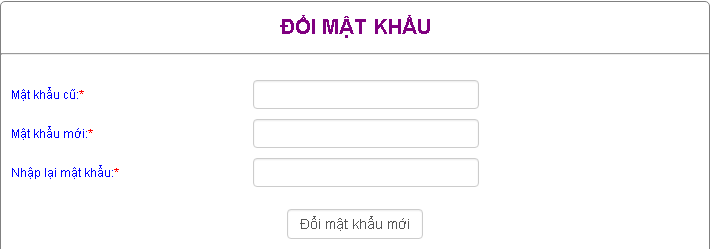 ĐỔI MẬT KHẨU
Mật khẩu cũ:*
Mật khẩu mới:*
Nhập lại mật khẩu:*
Đổi mật khẩu mới